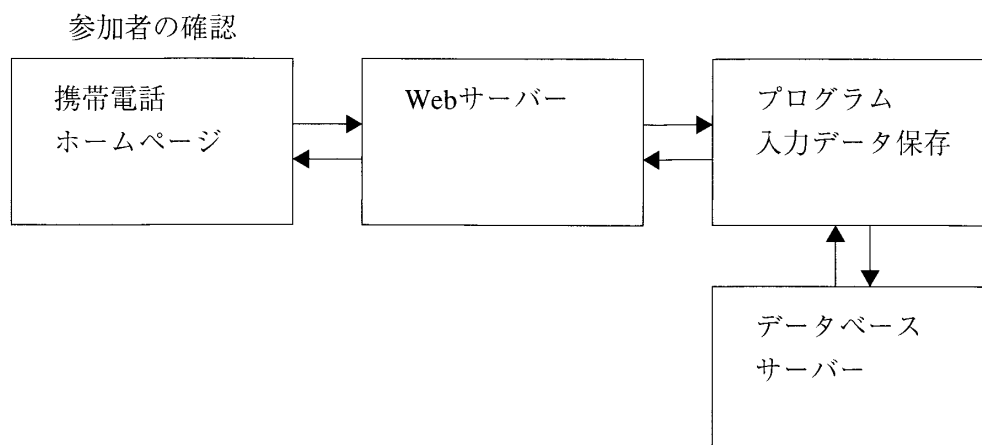 参加者の確認
携帯電話
ホームページ
Webサーバー
プログラム
入力データ保存
データベース
サーバー